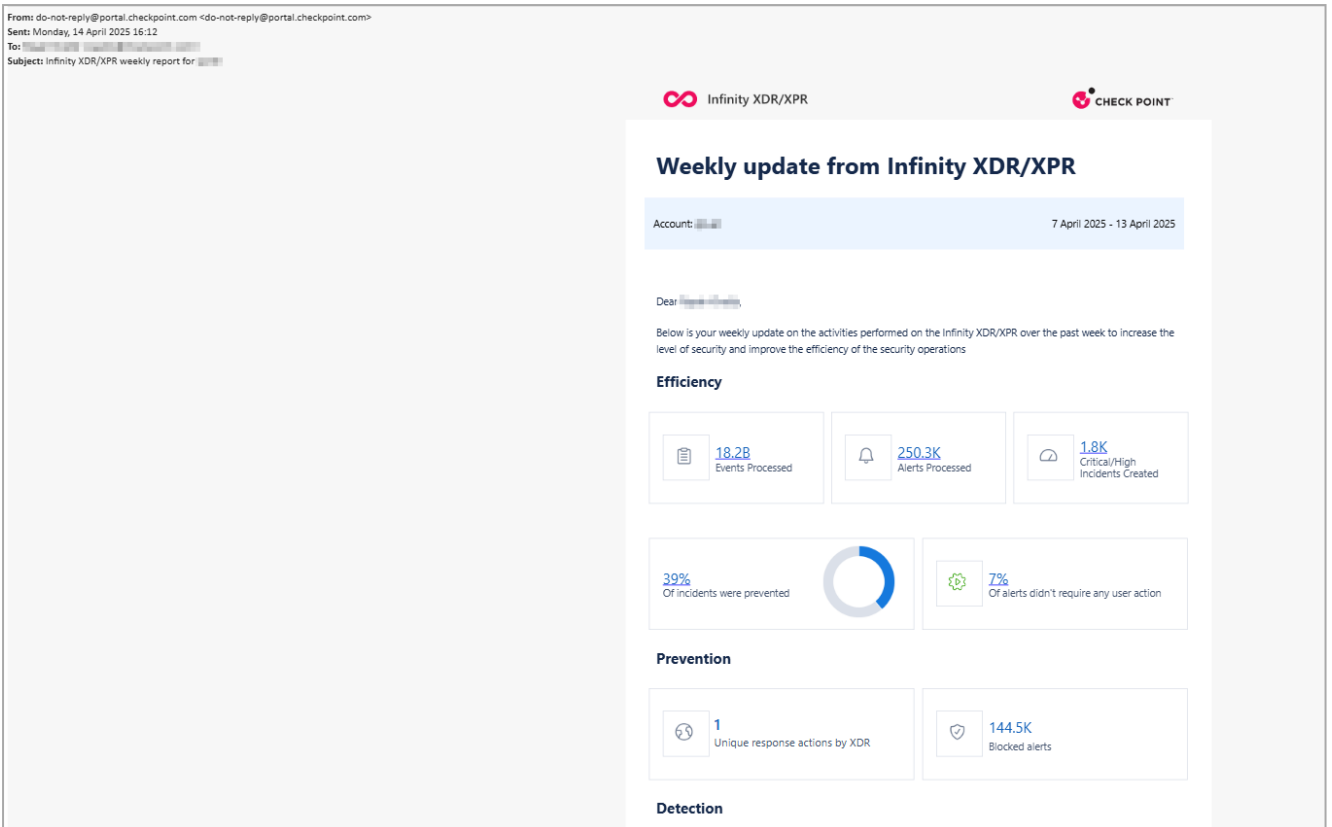 From: do-not-reply@portal.checkpoint.com <do-not-reply@portal.checkpoint.com>
Sent: Monday, 14 April 2025 16:12
To:
Subject: Infinity XDR/XPR weekly report for
Infinity XDR/XPR
CHECK POINT
Weekly update from Infinity XDR/XPR
Account:
7 April 2025 - 13 April 2025
Dear ,
Below is your weekly update on the activities performed on the Infinity XDR/XPR over the past week to increase the
level of security and improve the efficiency of the security operations
Efficiency
18.2B
Events Processed
250.3K
Alerts Processed
1.8K
Critical/High
Incidents Created
39%
Of incidents were prevented
7%
Of alerts didn't require any user action
Prevention
1
Unique response actions by XDR
144.5K
Blocked alerts
Detection